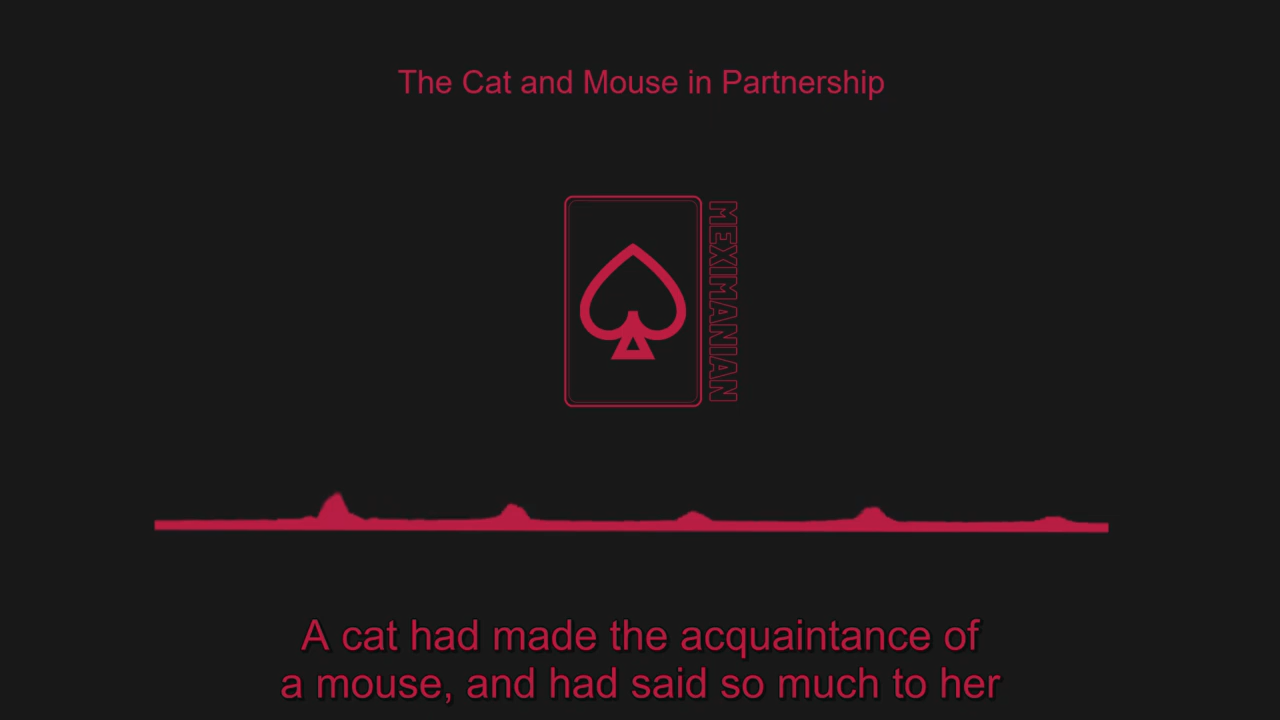 The Cat and Mouse in Partnership
MEXIMANIAN
A cat had made the acquaintance of
a mouse, and had said so much to her